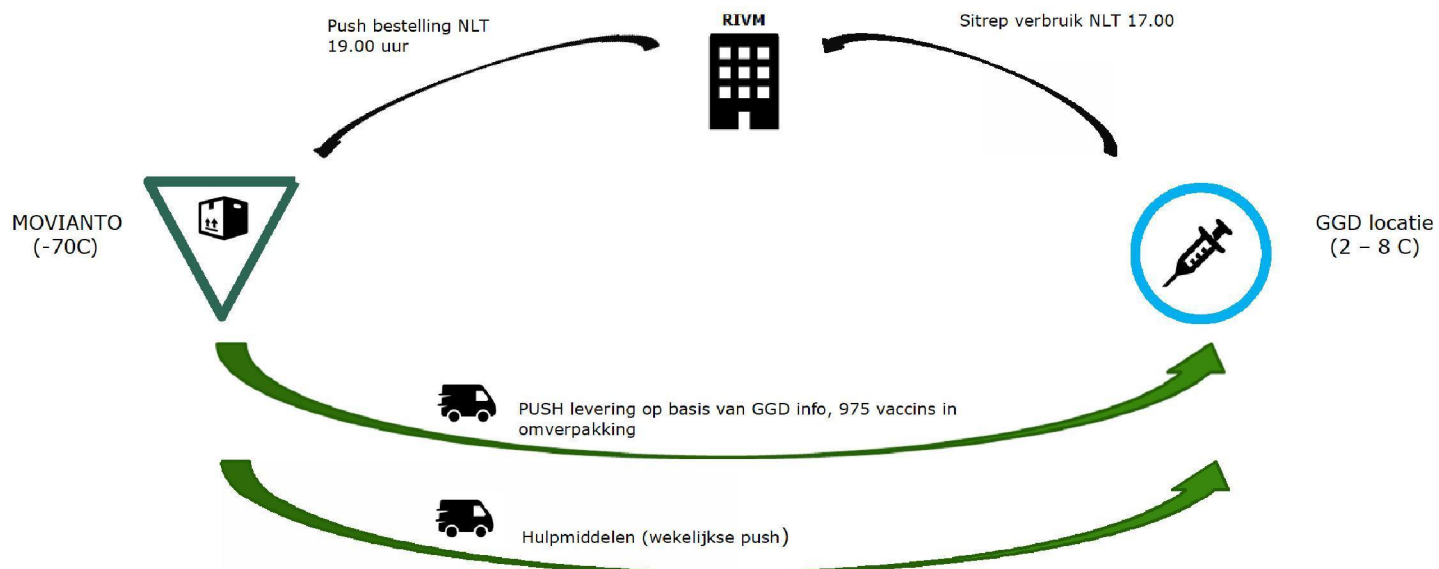 Push bestelling NLT
19.00 uur
RIVM
Sitrep verbruik NLT 17.00
MOVIANTO
(-70C)
GGD locatie
(2 – 8 C)
PUSH levering op basis van GGD info, 975 vaccins in
omverpakking
Hulpmiddelen (wekelijkse push)